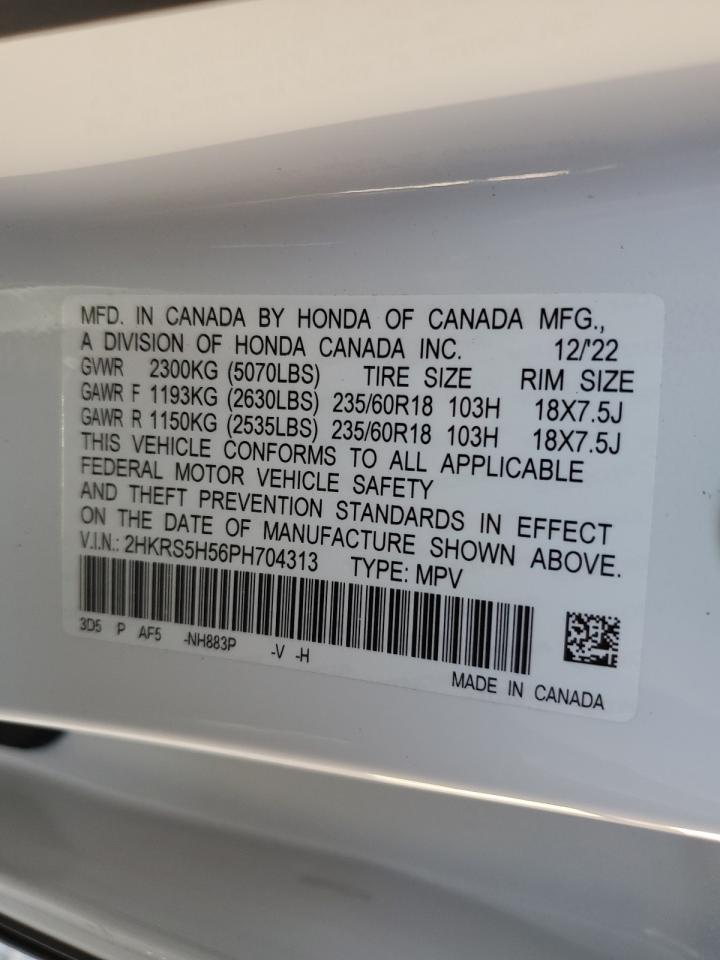 MFD. IN CANADA BY HONDA OF CANADA MFG.,
A DIVISION OF HONDA CANADA INC. 12/'22
GVWR 2300KG (5070LBS) TIRE SIZE RIM SIZE
GAWR F 1193KG (2630LBS) 235/60R18 103H 18X7.5J
GAWR R 1150KG (2535LBS) 235/60R18 103H 18X7.5J
THIS VEHICLE CONFORMS TO ALL APPLICABLE
FEDERAL MOTOR VEHICLE SAFETY
AND THEFT PREVENTION STANDARDS IN EFFECT
ON THE DATE OF MANUFACTURE SHOWN ABOVE.
V.I.N.: 2HKRS5H56PH704313 TYPE: MPV
3D5 P AF5 -NH883P -V -H
MADE IN CANADA